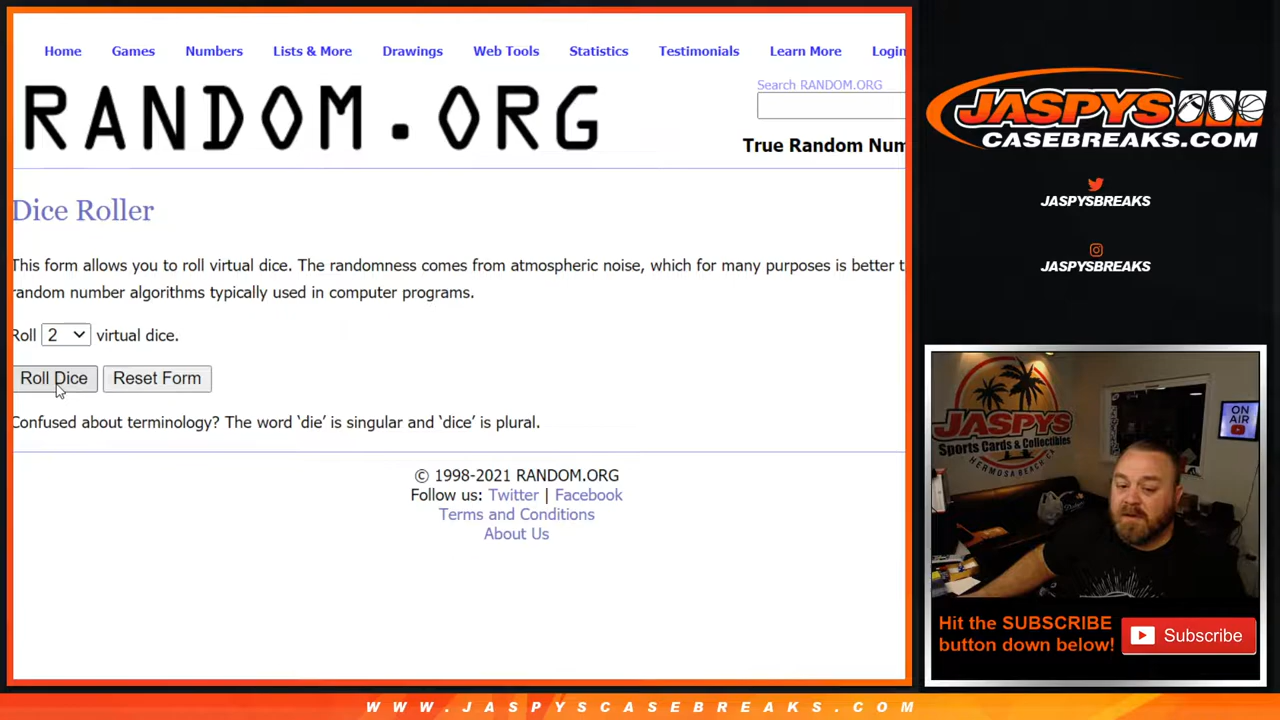 Home Games Numbers Lists & More Drawings Web Tools Statistics Testimonials Learn More Login
RANDOM.ORG
Search RANDOM.ORG
True Random Num
Dice Roller
This form allows you to roll virtual dice. The randomness comes from atmospheric noise, which for many purposes is better t
random number algorithms typically used in computer programs.
Roll 2 virtual dice.
Roll Dice Reset Form
Confused about terminology? The word ‘die’ is singular and ‘dice’ is plural.
© 1998-2021 RANDOM.ORG
Follow us: Twitter | Facebook
Terms and Conditions
About Us
JASPYS
CASEBREAKS.COM
JASPYSBREAKS
JASPYSBREAKS
JASPYS
Sports Cards & Collectibles
HERMOSA BEACH, CA
ON AIR
Hit the SUBSCRIBE
button down below!
Subscribe
WWW.JASPYSCASEBREAKS.COM